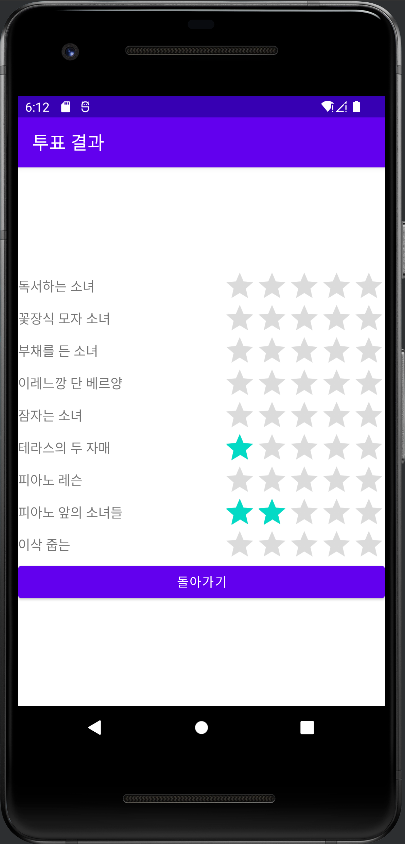 6:12
투표 결과
독서하는 소녀
꽃장식 모자 소녀
부채를 든 소녀
이레느깡 단 베르양
잠자는 소녀
테라스의 두 자매
피아노 레슨
피아노 앞의 소녀들
이삭 줍는
돌아가기